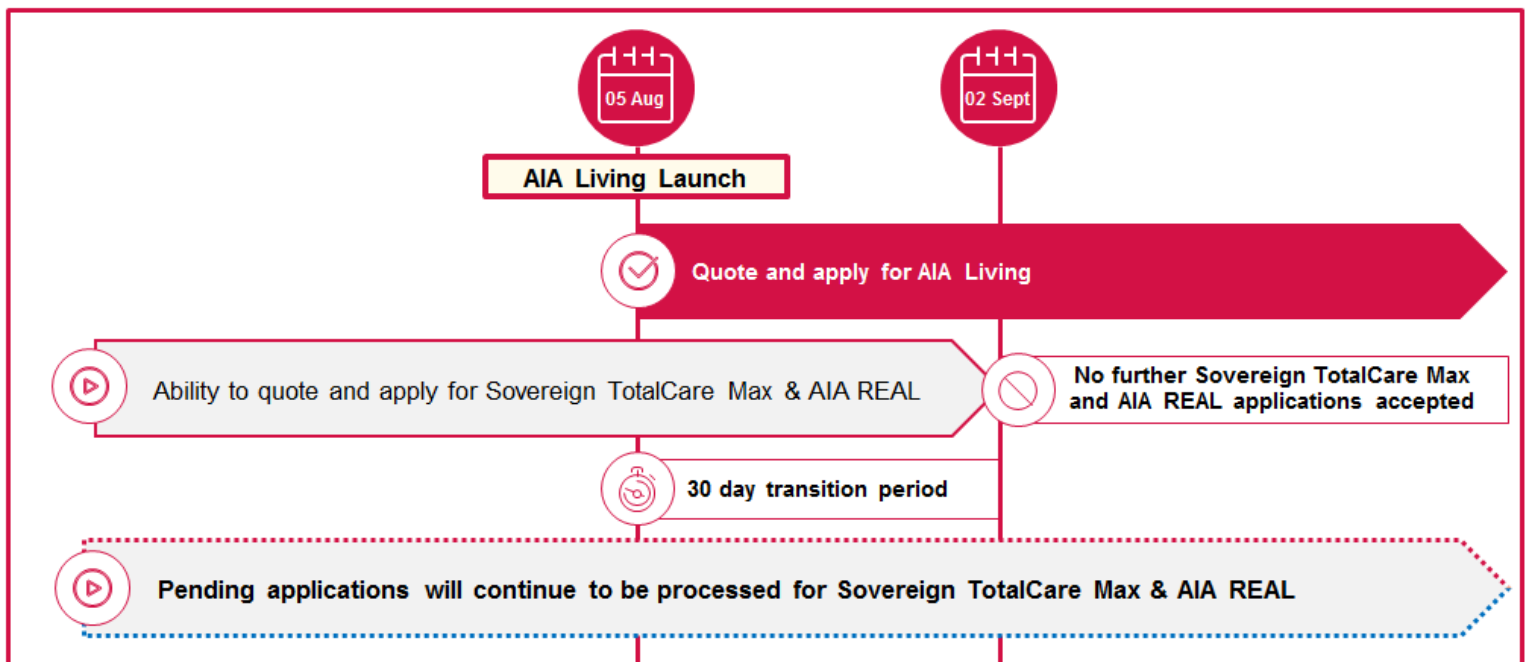 05 Aug
02 Sept
AIA Living Launch
Quote and apply for AIA Living
Ability to quote and apply for Sovereign TotalCare Max & AIA REAL
No further Sovereign TotalCare Max
and AIA REAL applications accepted
30 day transition period
Pending applications will continue to be processed for Sovereign TotalCare Max & AIA REAL